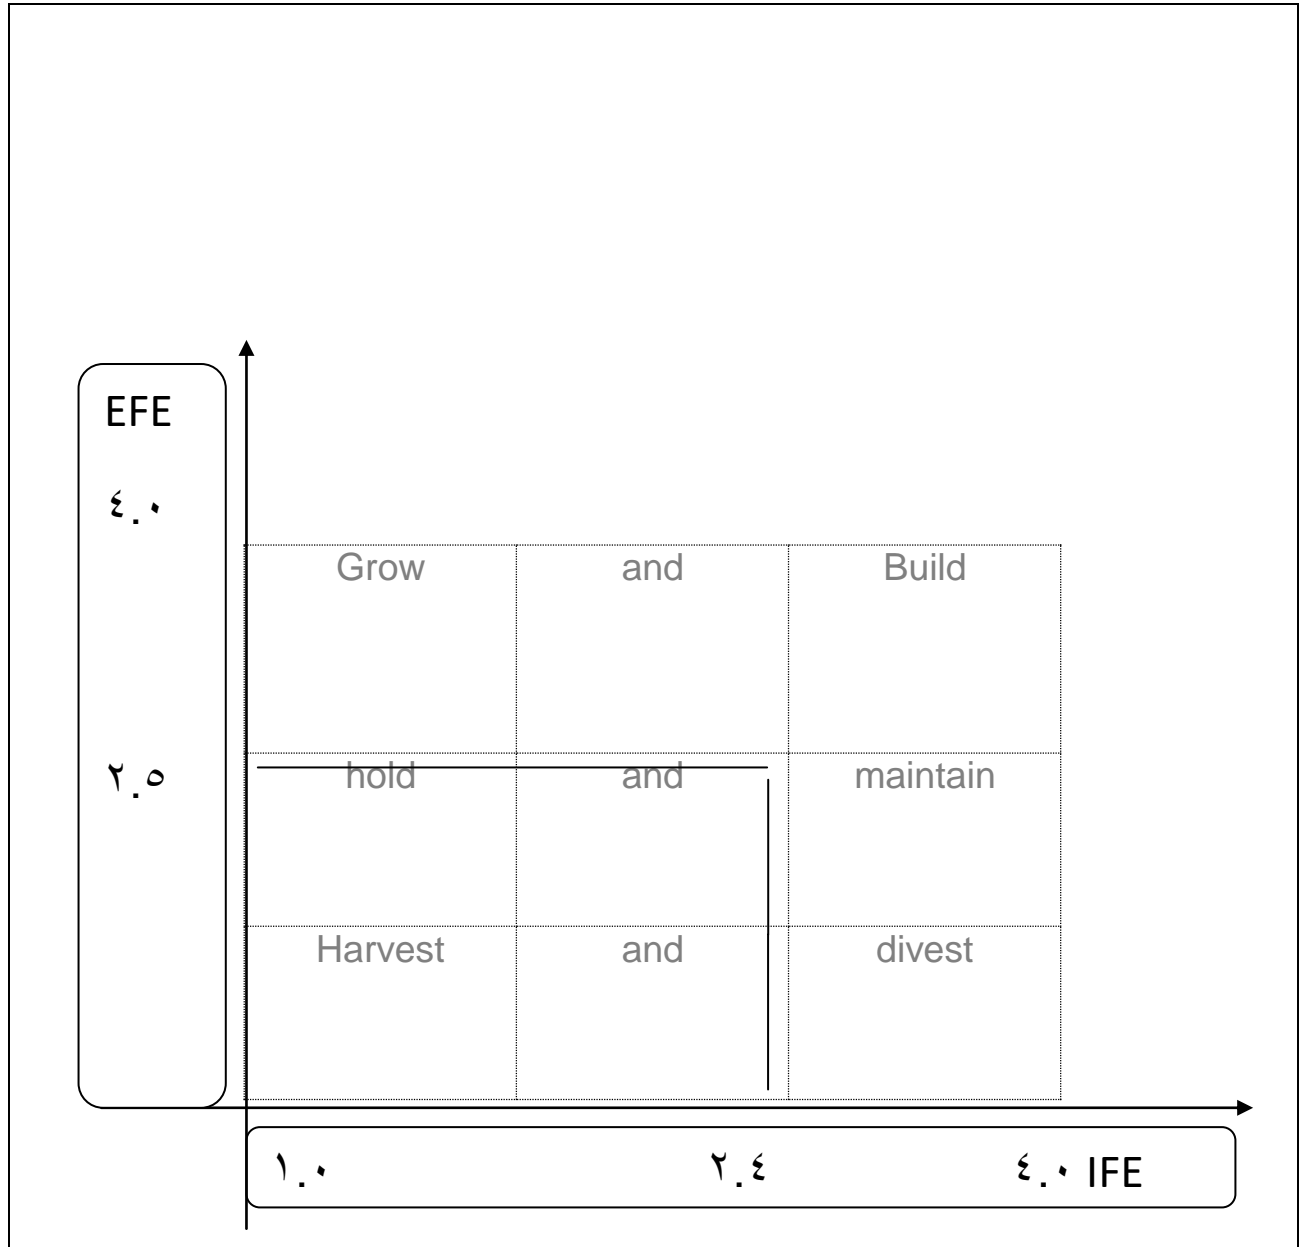 EFE
٤.٠
Grow and Build
٢.٥
hold and maintain
Harvest and divest
١.٠ ٢.٤ ٤.٠ IFE